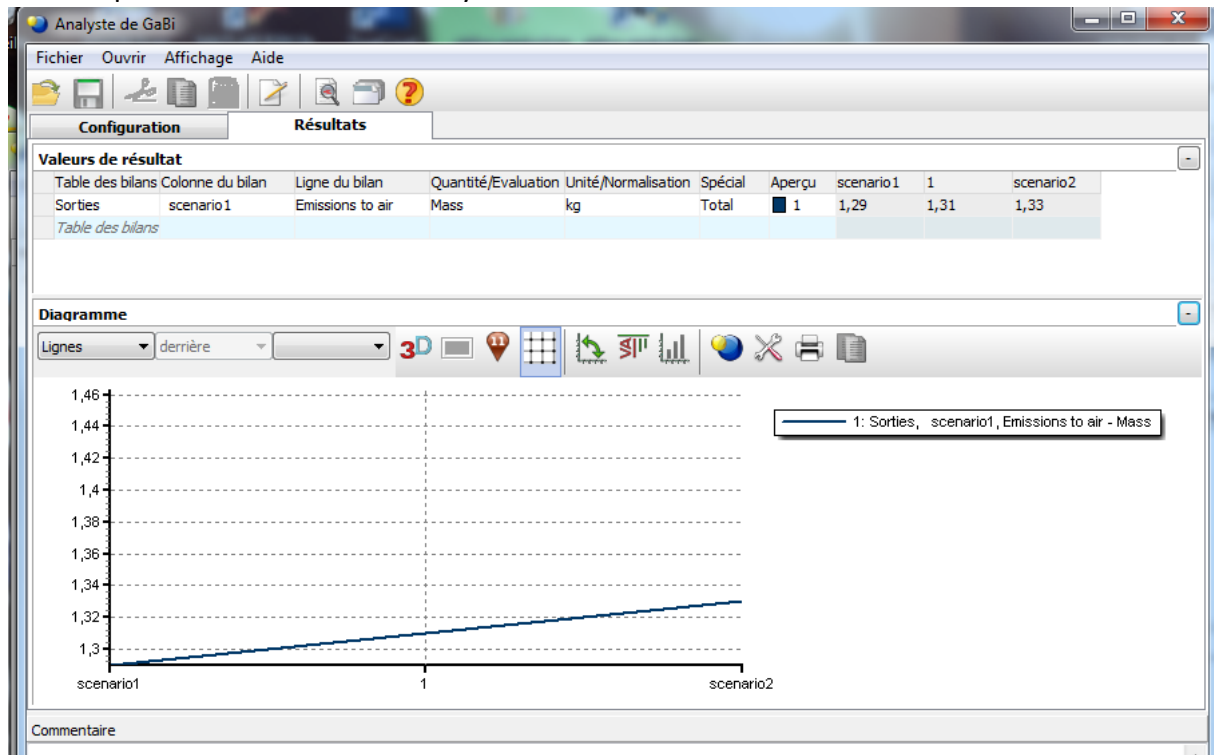 Analyste de GaBi
Fichier Ouvrir Affichage Aide
Configuration Résultats
Valeurs de résultat
Table des bilans Colonne du bilan Ligne du bilan Quantité/Evaluation Unité/Normalisation Spécial Aperçu scenario1 1 scenario2
Sorties scenario1 Emissions to air Mass kg Total 1 1,29 1,31 1,33
Table des bilans
Diagramme
Lignes derrière 3D 11
1,46
1,44
1: Sorties, scenario1, Emissions to air - Mass
1,42
1,4
1,38
1,36
1,34
1,32
1,3
scenario1 1 scenario2
Commentaire